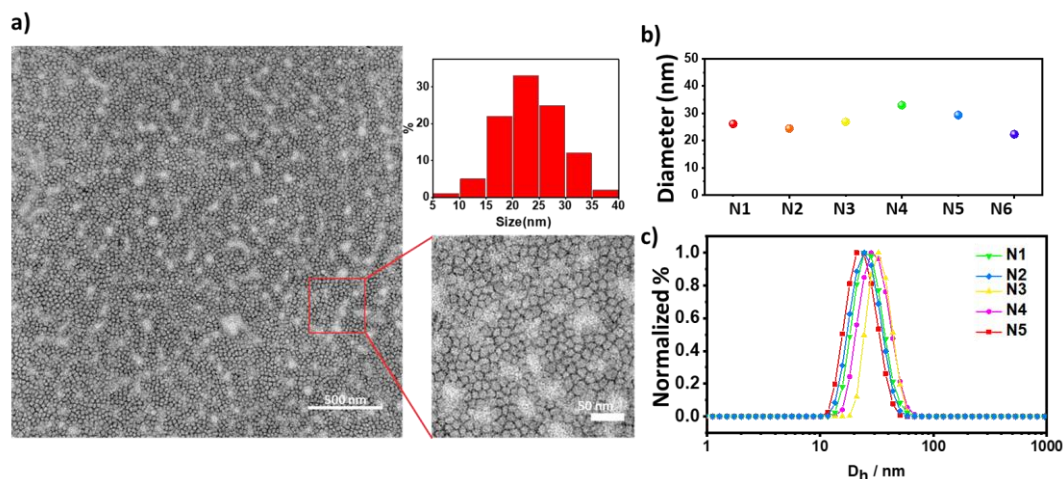 a)
500 nm
%
30
20
10
0
5 10 15 20 25 30 35 40
Size(nm)
50 nm
b)
Diameter (nm)
50
40
30
20
10
0
N1 N2 N3 N4 N5 N6
c)
Normalized %
1.0
0.8
0.6
0.4
0.2
0.0
1 10 100 1000
Dh / nm
N1
N2
N3
N4
N5